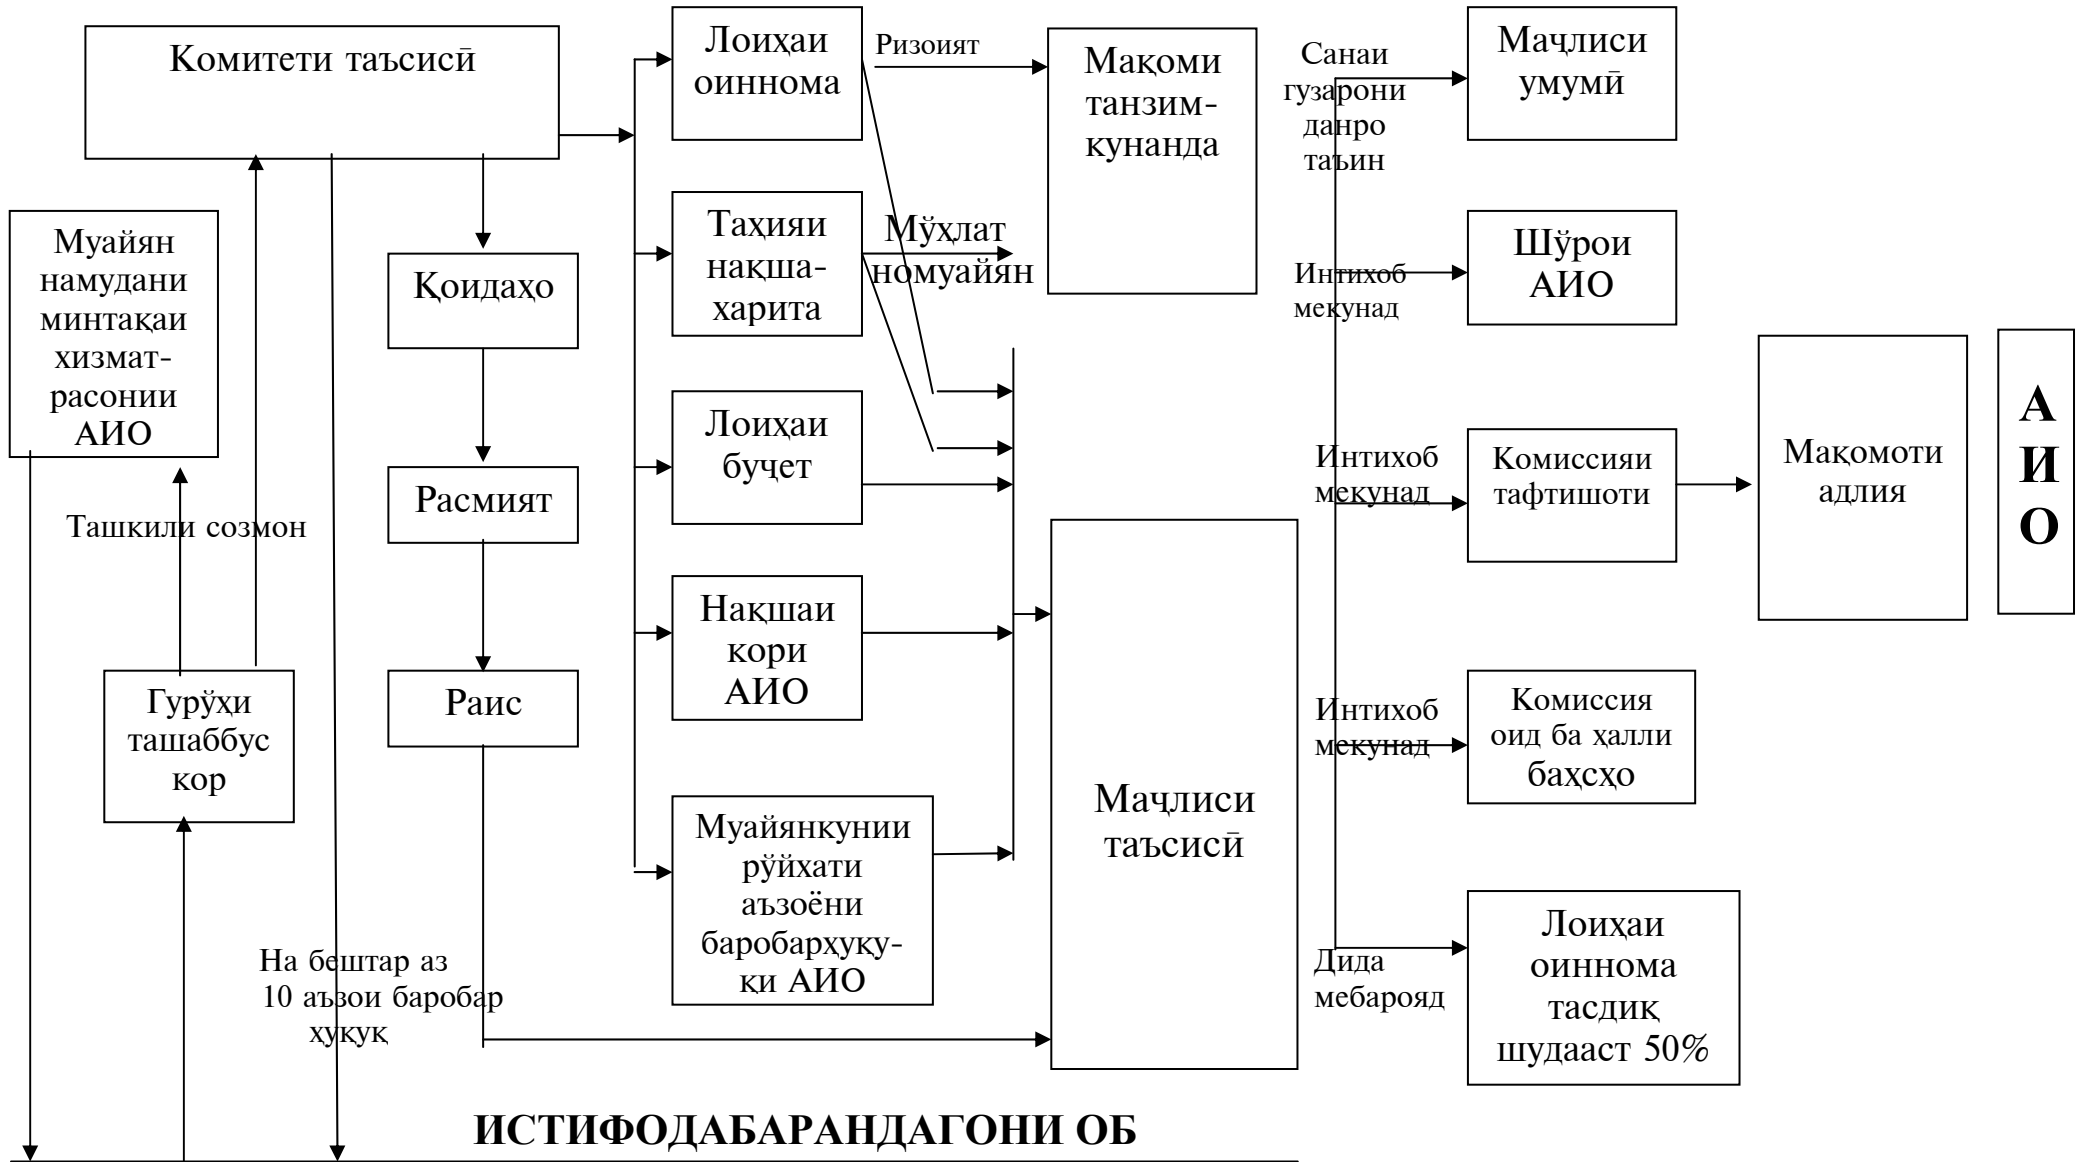 Комитети таъсисӣ
Муайян
намудани
минтақаи
хизмат-
расонии
АИО
Ташкили созмон
Гурӯҳи
ташаббус
кор
На бештар аз
10 аъзои баробар
ҳуқуқ
Қоидаҳо
Расмият
Раис
Лоиҳаи
оиннома
Таҳияи
нақша-
харита
Лоиҳаи
буҷет
Нақшаи
кори
АИО
Муайянкунии
рӯйхати
аъзоёни
баробарҳуқу-
қи АИО
Ризоият
Мӯҳлат
номуайян
Мақоми
танзим-
кунанда
Маҷлиси
таъсисӣ
Санаи
гузарони
данро
таъин
Интихоб
мекунад
Интихоб
мекунад
Интихоб
мекунад
Дида
мебарояд
Маҷлиси
умумӣ
Шӯрои
АИО
Комиссияи
тафтишоти
Комиссия
оид ба ҳалли
баҳсҳо
Лоиҳаи
оиннома
тасдиқ
шудааст 50%
Мақомоти
адлия
А
И
О
ИСТИФОДАБАРАНДАГОНИ ОБ